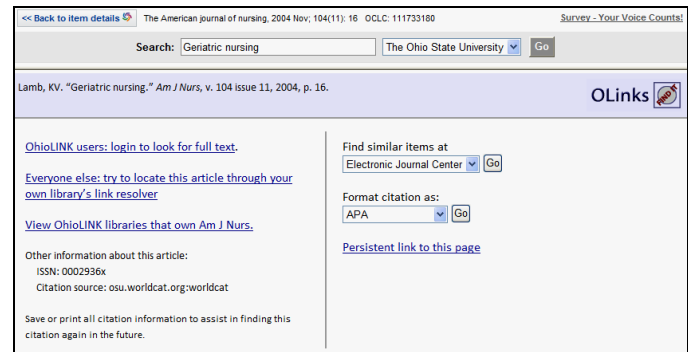 << Back to item details The American journal of nursing, 2004 Nov; 104(11): 16 OCLC: 111733180 Survey - Your Voice Counts!
Search: Geriatric nursing The Ohio State University Go
Lamb, KV. “Geriatric nursing.” Am J Nurs, v. 104 issue 11, 2004, p. 16.
OLinks FIND IT
OhioLINK users: login to look for full text.
Everyone else: try to locate this article through your
own library’s link resolver
View OhioLINK libraries that own Am J Nurs.
Other information about this article:
ISSN: 0002936x
Citation source: osu.worldcat.org:worldcat
Save or print all citation information to assist in finding this
citation again in the future.
Find similar items at
Electronic Journal Center Go
Format citation as:
APA Go
Persistent link to this page